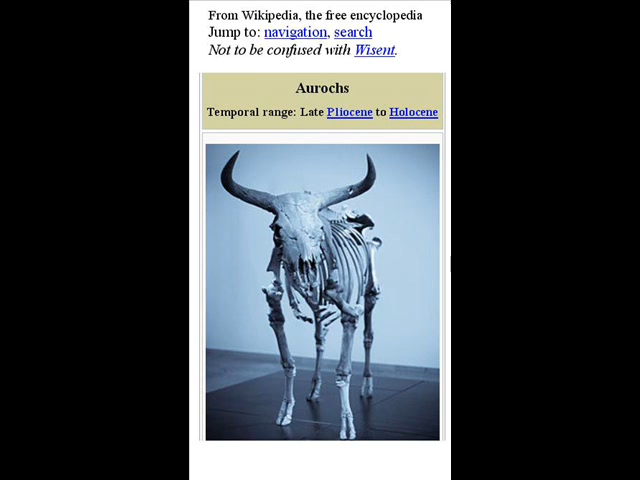 From Wikipedia, the free encyclopedia
Jump to: navigation, search
Not to be confused with Wisent.
Aurochs
Temporal range: Late Pliocene to Holocene